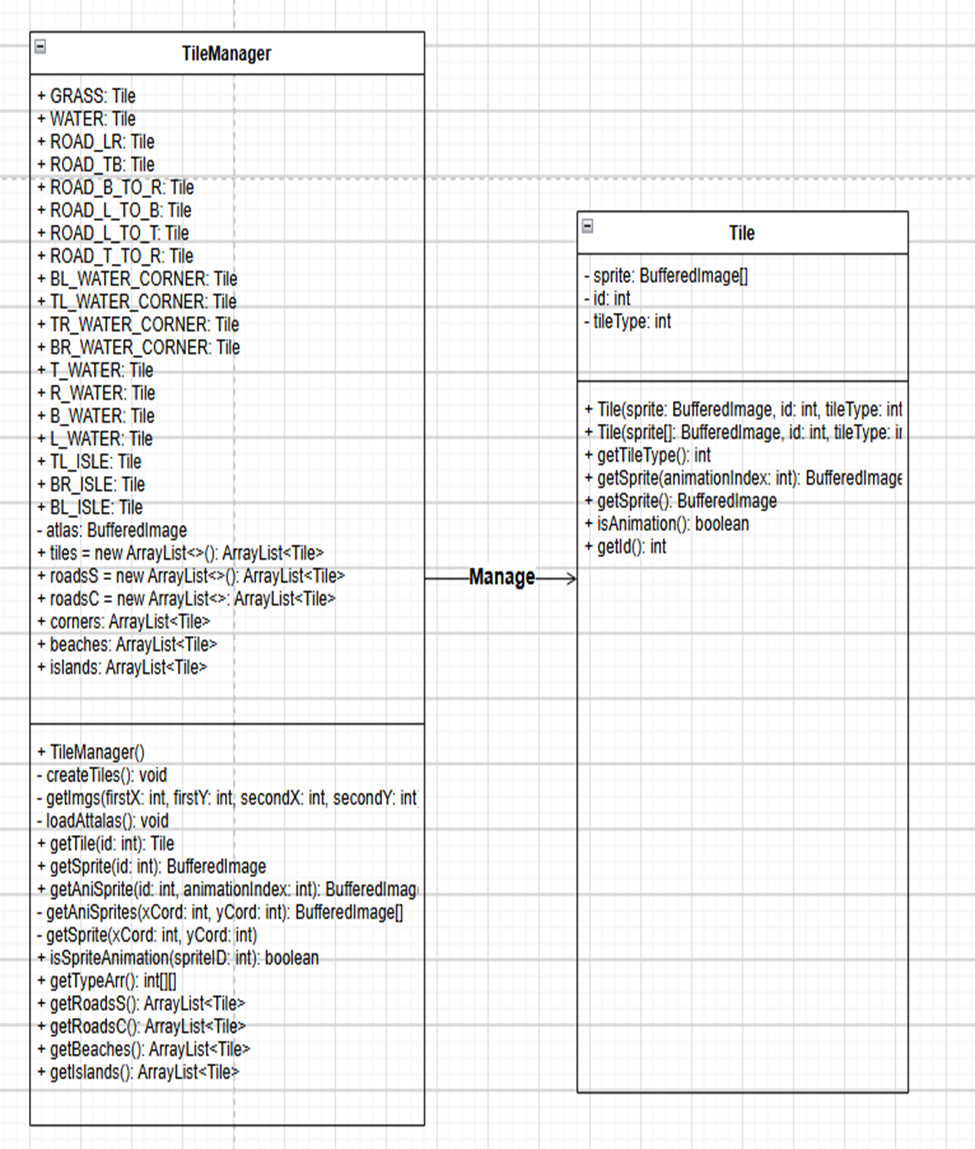 TileManager
+ GRASS: Tile
+ WATER: Tile
+ ROAD_LR: Tile
+ ROAD_TB: Tile
+ ROAD_B_TO_R: Tile
+ ROAD_L_TO_B: Tile
+ ROAD_L_TO_T: Tile
+ ROAD_T_TO_R: Tile
+ BL_WATER_CORNER: Tile
+ TL_WATER_CORNER: Tile
+ TR_WATER_CORNER: Tile
+ BR_WATER_CORNER: Tile
+ T_WATER: Tile
+ R_WATER: Tile
+ B_WATER: Tile
+ L_WATER: Tile
+ TL_ISLE: Tile
+ BR_ISLE: Tile
+ BL_ISLE: Tile
- atlas: BufferedImage
+ tiles = new ArrayList<>(): ArrayList<Tile>
+ roadsS = new ArrayList<>(): ArrayList<Tile>
+ roadsC = new ArrayList<>: ArrayList<Tile>
+ corners: ArrayList<Tile>
+ beaches: ArrayList<Tile>
+ islands: ArrayList<Tile>
+ TileManager()
- createTiles(): void
- getImgs(firstX: int, firstY: int, secondX: int, secondY: int
- loadAttalas(): void
+ getTile(id: int): Tile
+ getSprite(id: int): BufferedImage
+ getAniSprite(id: int, animationIndex: int): BufferedImag
- getAniSprites(xCord: int, yCord: int): BufferedImage[]
- getSprite(xCord: int, yCord: int)
+ isSpriteAnimation(spriteID: int): boolean
+ getTypeArr(): int[][]
+ getRoadsS(): ArrayList<Tile>
+ getRoadsC(): ArrayList<Tile>
+ getBeaches(): ArrayList<Tile>
+ getIslands(): ArrayList<Tile>
Manage
Tile
- sprite: BufferedImage[]
- id: int
- tileType: int
+ Tile(sprite: BufferedImage, id: int, tileType: int
+ Tile(sprite[]: BufferedImage, id: int, tileType: in
+ getTileType(): int
+ getSprite(animationIndex: int): BufferedImage
+ getSprite(): BufferedImage
+ isAnimation(): boolean
+ getId(): int